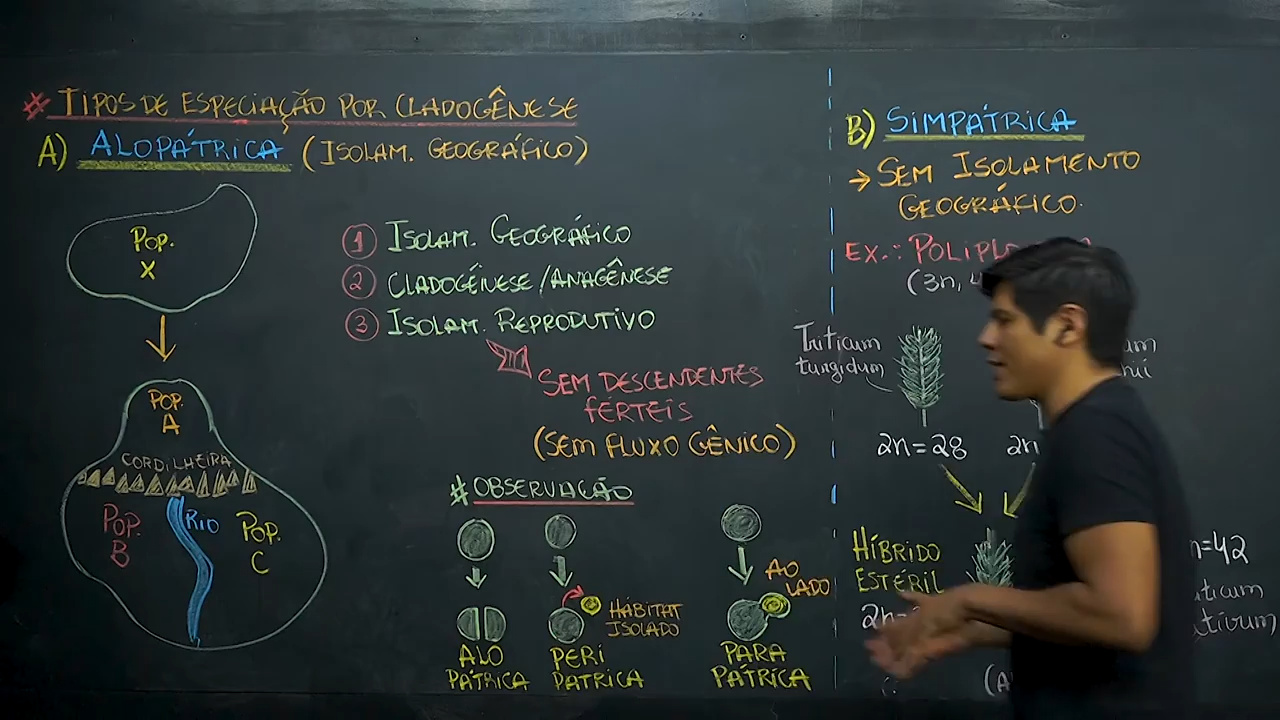 # TIPOS DE ESPECIAÇÃO POR CLADOGÊNESE
A) ALOPÁTRICA (ISOLAM. GEOGRÁFICO)
POP.
X
POP.
A
CORDILHEIRA
POP.
B
RIO
POP.
C
1 ISOLAM. GEOGRÁFICO
2 CLADOGÊNESE/ANAGÊNESE
3 ISOLAM. REPRODUTIVO
SEM DESCENDENTES
FÉRTEIS
(SEM FLUXO GÊNICO)
# OBSERVAÇÃO
ALO
PÁTRICA
HÁBITAT
ISOLADO
PERI
PÁTRICA
AO
LADO
PARA
PÁTRICA
B) SIMPÁTRICA
→ SEM ISOLAMENTO
GEOGRÁFICO.
EX.:
(3n,
Triticum
turgidum
2n=28
HÍBRIDO
ESTÉRIL